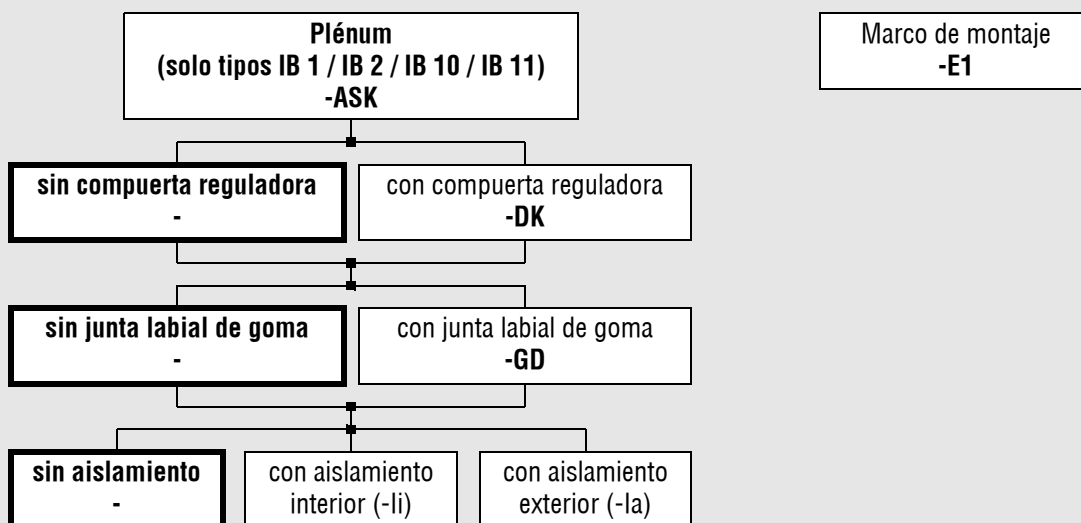 Plénum
(solo tipos IB 1 / IB 2 / IB 10 / IB 11)
-ASK
Marco de montaje
-E1
sin compuerta reguladora
-
con compuerta reguladora
-DK
sin junta labial de goma
-
con junta labial de goma
-GD
sin aislamiento
-
con aislamiento
interior (-li)
con aislamiento
exterior (-la)